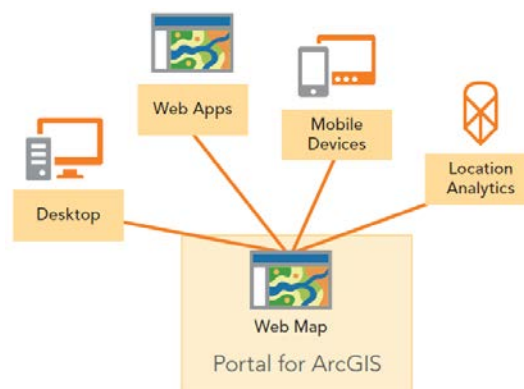 Web Apps
Mobile
Devices
Location
Analytics
Desktop
Web Map
Portal for ArcGIS